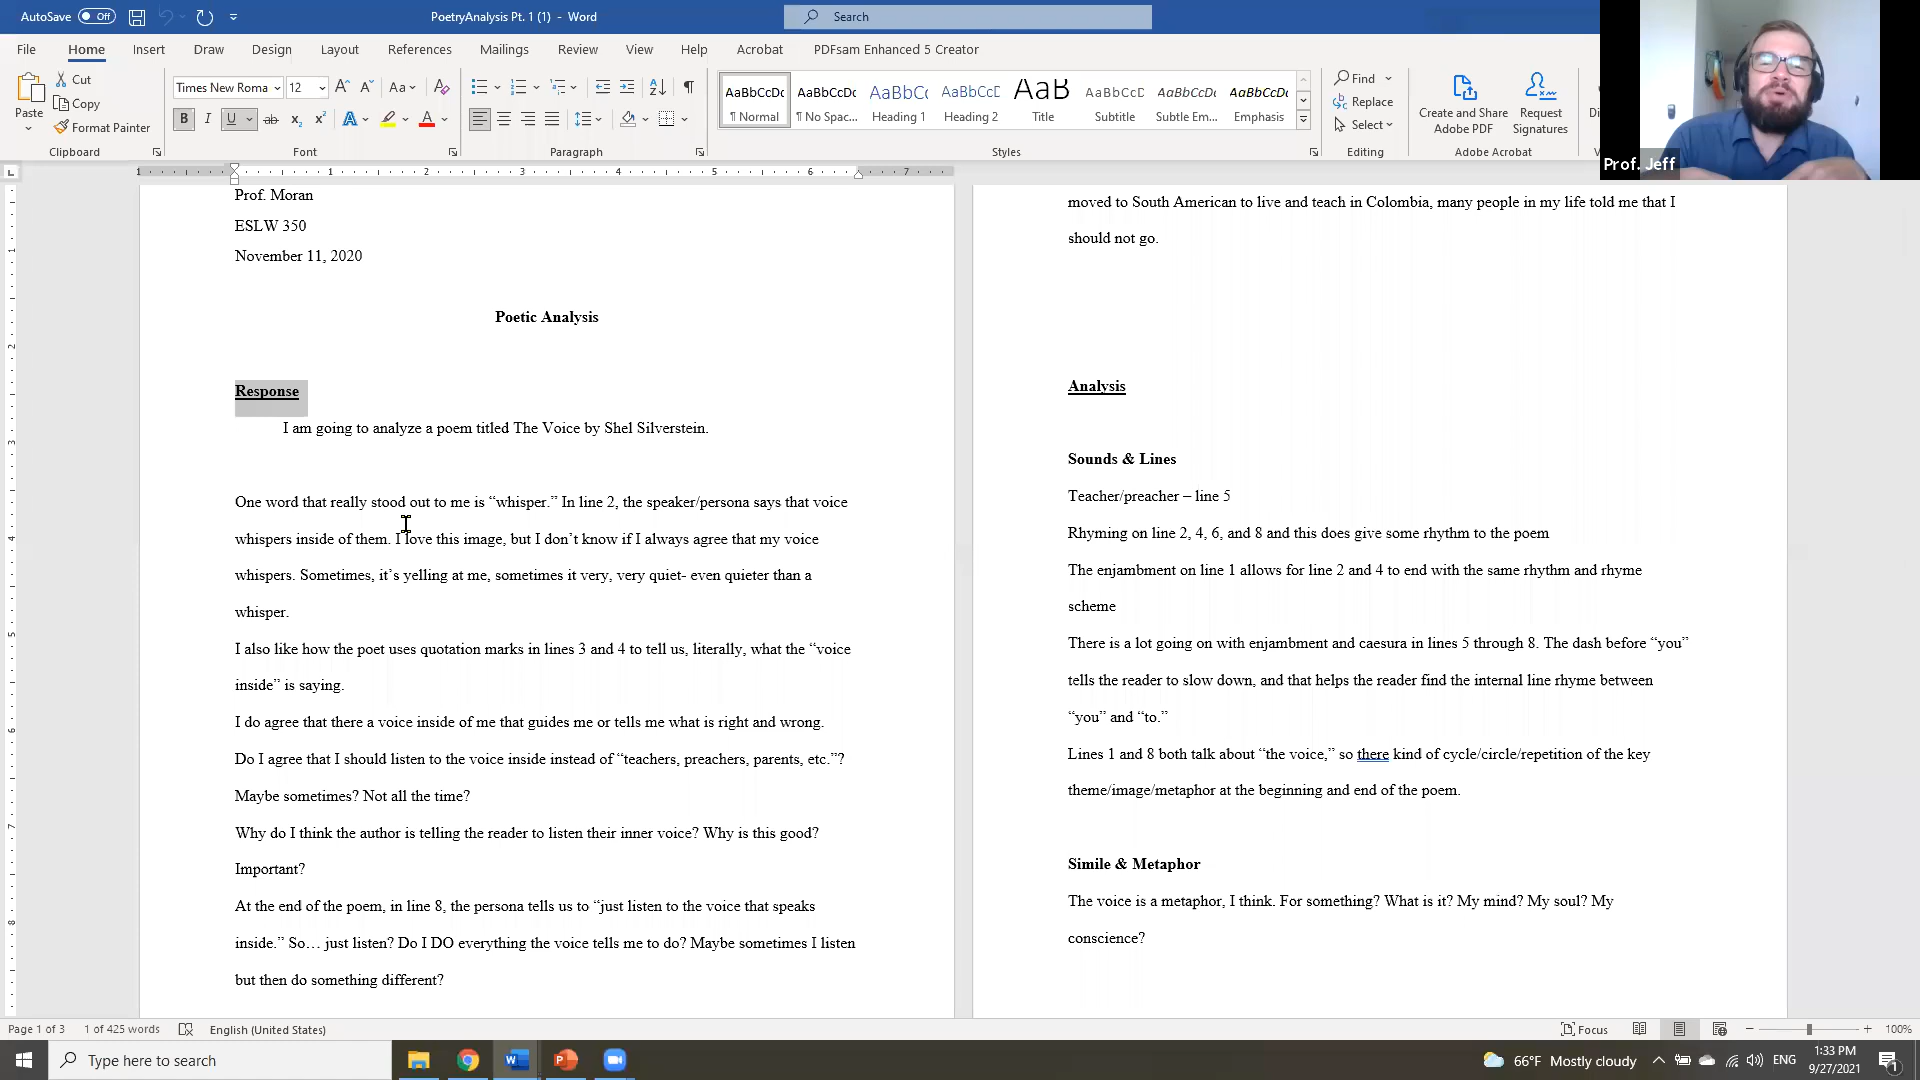 AutoSave Off
PoetryAnalysis Pt. 1 (1) - Word
Search
File Home Insert Draw Design Layout References Mailings Review View Help Acrobat PDFsam Enhanced 5 Creator
Paste
Cut
Copy
Format Painter
Clipboard
Times New Roma 12
Font
Paragraph
AaBbCcDc AaBbCcDc AaBbC AaBbCcD AaB AaBbCcD AaBbCcDc AaBbCcDc
¶ Normal ¶ No Spac... Heading 1 Heading 2 Title Subtitle Subtle Em... Emphasis
Styles
Find
Replace
Select
Editing
Create and Share Adobe PDF
Request Signatures
Adobe Acrobat
Prof. Jeff
Prof. Moran
ESLW 350
November 11, 2020
Poetic Analysis
Response
I am going to analyze a poem titled The Voice by Shel Silverstein.
One word that really stood out to me is “whisper.” In line 2, the speaker/persona says that voice
whispers inside of them. I love this image, but I don’t know if I always agree that my voice
whispers. Sometimes, it’s yelling at me, sometimes it very, very quiet- even quieter than a
whisper.
I also like how the poet uses quotation marks in lines 3 and 4 to tell us, literally, what the “voice
inside” is saying.
I do agree that there a voice inside of me that guides me or tells me what is right and wrong.
Do I agree that I should listen to the voice inside instead of “teachers, preachers, parents, etc.”?
Maybe sometimes? Not all the time?
Why do I think the author is telling the reader to listen their inner voice? Why is this good?
Important?
At the end of the poem, in line 8, the persona tells us to “just listen to the voice that speaks
inside.” So… just listen? Do I DO everything the voice tells me to do? Maybe sometimes I listen
but then do something different?
moved to South American to live and teach in Colombia, many people in my life told me that I
should not go.
Analysis
Sounds & Lines
Teacher/preacher – line 5
Rhyming on line 2, 4, 6, and 8 and this does give some rhythm to the poem
The enjambment on line 1 allows for line 2 and 4 to end with the same rhythm and rhyme
scheme
There is a lot going on with enjambment and caesura in lines 5 through 8. The dash before “you”
tells the reader to slow down, and that helps the reader find the internal line rhyme between
“you” and “to.”
Lines 1 and 8 both talk about “the voice,” so there kind of cycle/circle/repetition of the key
theme/image/metaphor at the beginning and end of the poem.
Simile & Metaphor
The voice is a metaphor, I think. For something? What is it? My mind? My soul? My
conscience?
Page 1 of 3 1 of 425 words English (United States) Focus 100%
Type here to search
66°F Mostly cloudy ENG
1:33 PM
9/27/2021